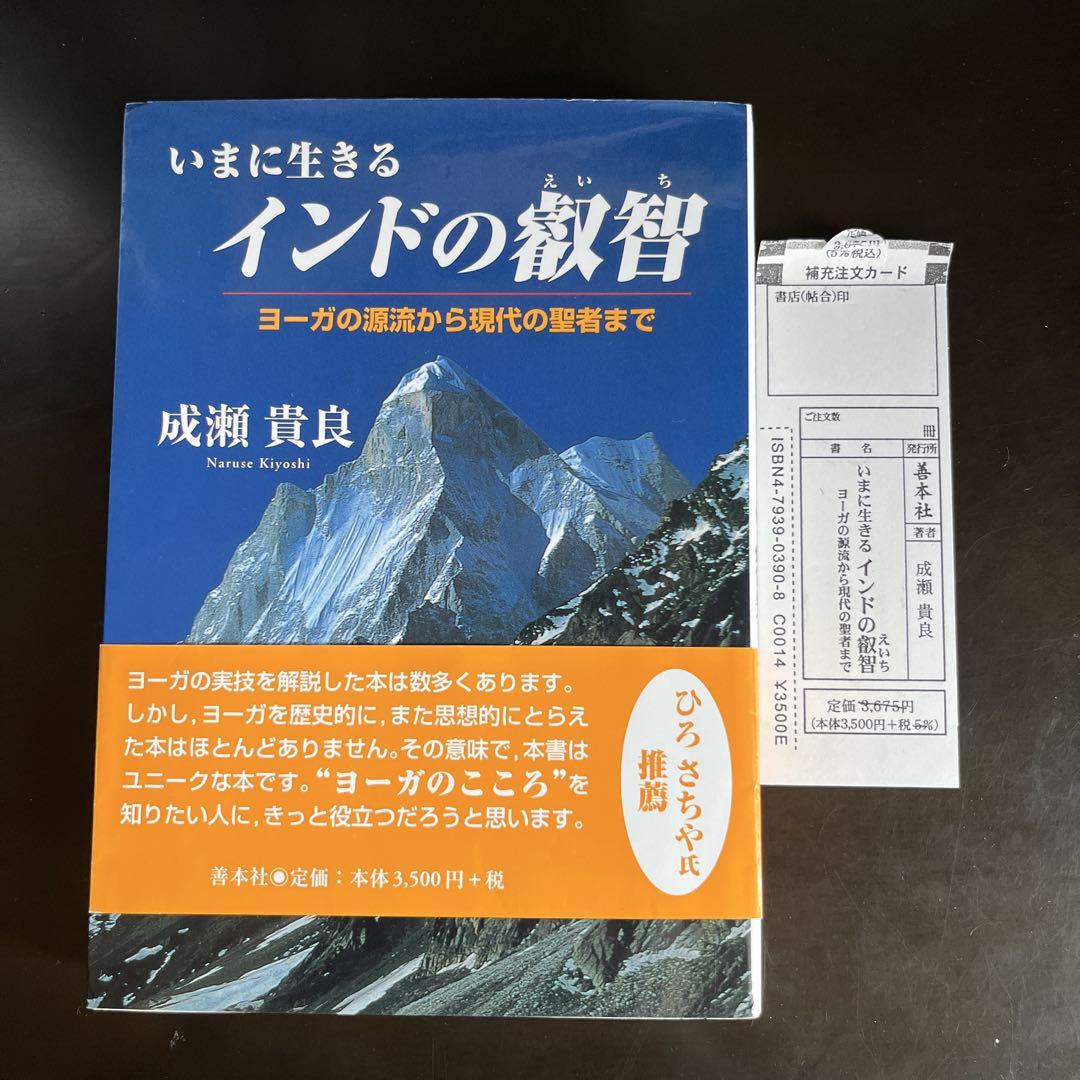 いまに生きる
えいち
インドの叡智
ヨーガの源流から現代の聖者まで
成瀬 貴良
Naruse Kiyoshi
ヨーガの実技を解説した本は数多くあります。
しかし,ヨーガを歴史的に,また思想的にとらえ
た本はほとんどありません。その意味で,本書は
ユニークな本です。“ヨーガのこころ”を
知りたい人に,きっと役立つだろうと思います。
善本社◉定価：本体3,500円＋税
ひろ さちや氏
推薦
定価
(5%税込)
補充注文カード
書店(帖合)印
ご注文数
冊
書 名
発行所
善本社
著者
成瀬 貴良
いまに生きる インドの叡智
えいち
ヨーガの源流から現代の聖者まで
定価 3,675円
(本体3,500円＋税 5%)
ISBN4-7939-0390-8 C0014 ¥3500E